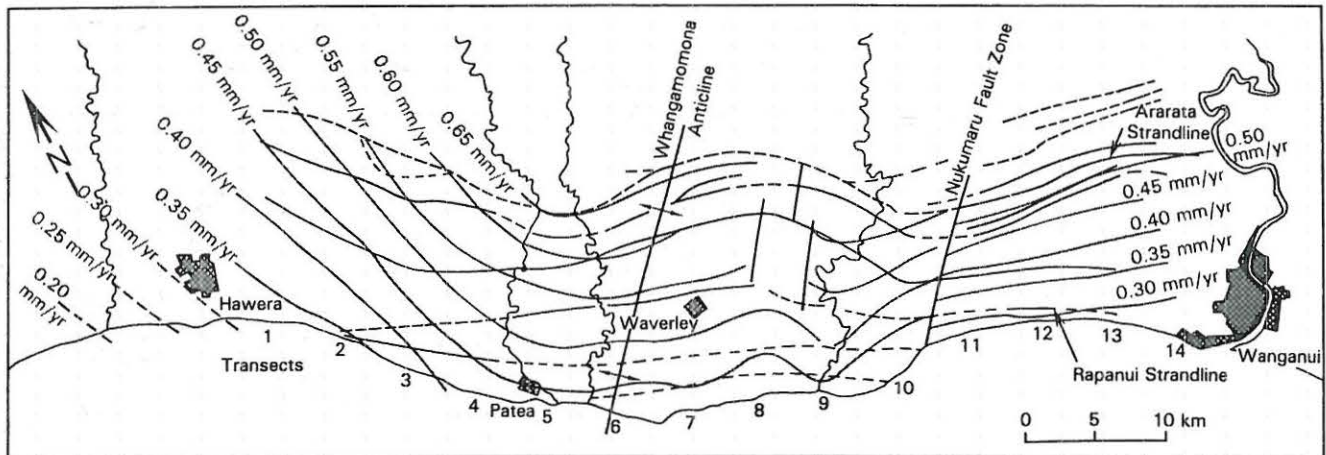 0.50 mm/yr
0.45 mm/yr
0.55 mm/yr
0.60 mm/yr
0.65 mm/yr
0.40 mm/yr
0.35 mm/yr
0.30 mm/yr
0.25 mm/yr
0.20
mm/yr
N
Hawera
Transects
Patea
Whangamomona
Anticline
Waverley
Nukumaru Fault Zone
Ararata
Strandline
0.50
mm/yr
0.45 mm/yr
0.40 mm/yr
0.35 mm/yr
0.30 mm/yr
Wanganui
Rapanui Strandline
1
2
3
4
5
6
7
8
9
10
11
12
13
14
0 5 10 km